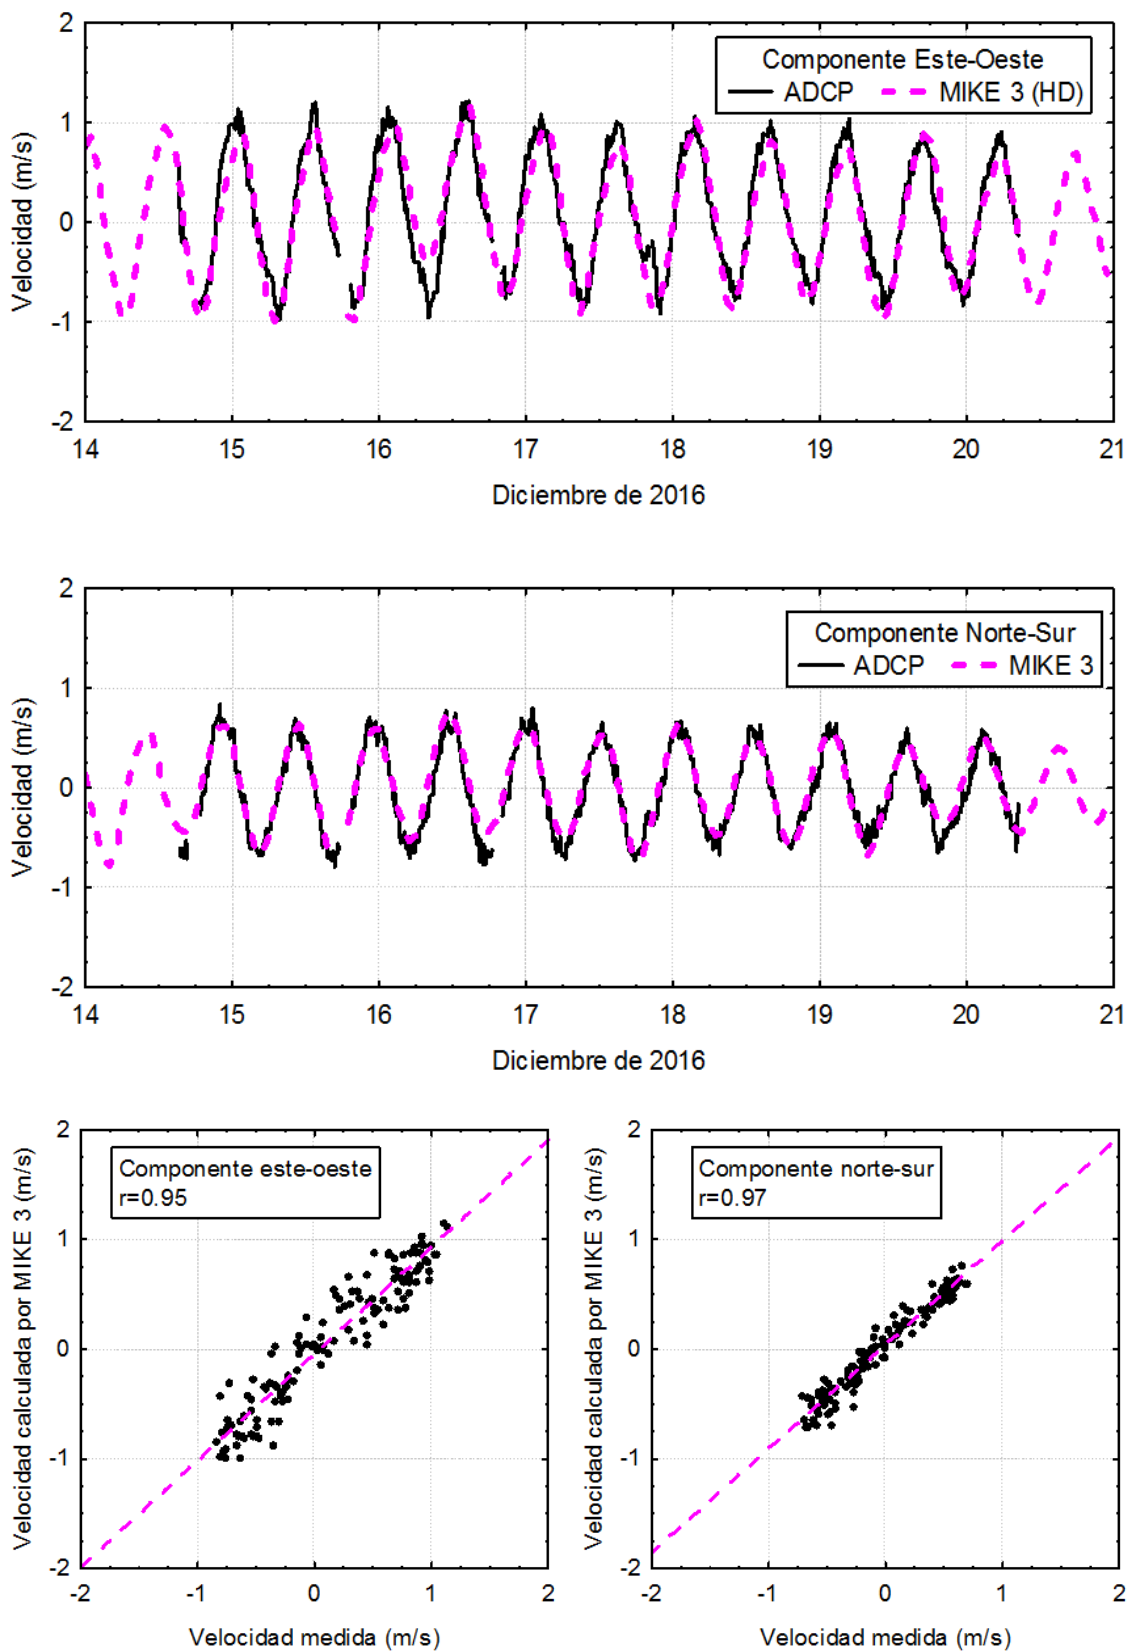 2
1
0
-1
-2
Velocidad (m/s)
Componente Este-Oeste
ADCP MIKE 3 (HD)
14 15 16 17 18 19 20 21
Diciembre de 2016
2
1
0
-1
-2
Velocidad (m/s)
Componente Norte-Sur
ADCP MIKE 3
14 15 16 17 18 19 20 21
Diciembre de 2016
2
1
0
-1
-2
Velocidad calculada por MIKE 3 (m/s)
Componente este-oeste
r=0.95
-2 -1 0 1 2
Velocidad medida (m/s)
2
1
0
-1
-2
Velocidad calculada por MIKE 3 (m/s)
Componente norte-sur
r=0.97
-2 -1 0 1 2
Velocidad medida (m/s)